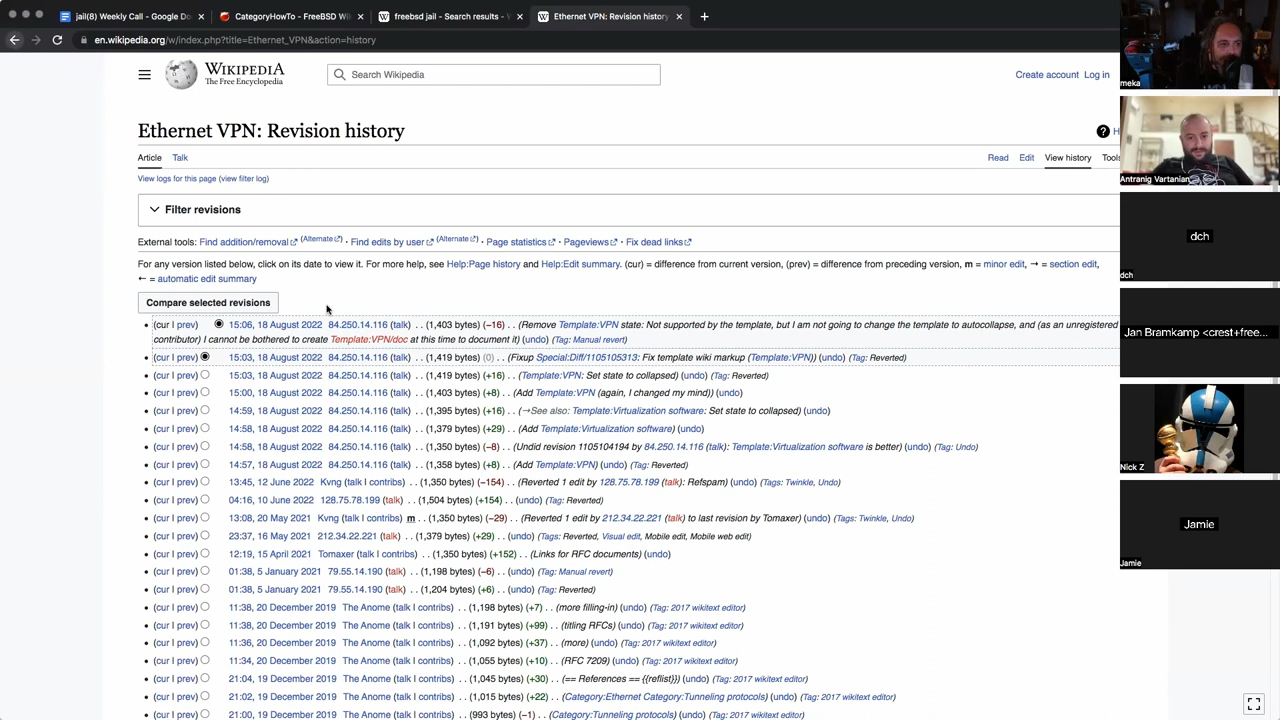 jail(8) Weekly Call - Google Do
CategoryHowTo - FreeBSD Wi
freebsd jail - Search results -
Ethernet VPN: Revision history
en.wikipedia.org/w/index.php?title=Ethernet_VPN&action=history
WIKIPEDIA
The Free Encyclopedia
Search Wikipedia
Create account Log in
Ethernet VPN: Revision history
? H
Article Talk
Read Edit View history Tools
View logs for this page (view filter log)
Filter revisions
External tools: Find addition/removal (Alternate) · Find edits by user (Alternate) · Page statistics · Pageviews · Fix dead links
For any version listed below, click on its date to view it. For more help, see Help:Page history and Help:Edit summary. (cur) = difference from current version, (prev) = difference from preceding version, m = minor edit, → = section edit,
← = automatic edit summary
Compare selected revisions
(cur | prev) 15:06, 18 August 2022 84.250.14.116 (talk) . . (1,403 bytes) (−16) . . (Remove Template:VPN state: Not supported by the template, but I am not going to change the template to autocollapse, and (as an unregistered
contributor) I cannot be bothered to create Template:VPN/doc at this time to document it) (undo) (Tag: Manual revert)
(cur | prev) 15:03, 18 August 2022 84.250.14.116 (talk) . . (1,419 bytes) (0) . . (Fixup Special:Diff/1105105313: Fix template wiki markup (Template:VPN)) (undo) (Tag: Reverted)
(cur | prev) 15:03, 18 August 2022 84.250.14.116 (talk) . . (1,419 bytes) (+16) . . (Template:VPN: Set state to collapsed) (undo) (Tag: Reverted)
(cur | prev) 15:00, 18 August 2022 84.250.14.116 (talk) . . (1,403 bytes) (+8) . . (Add Template:VPN (again, I changed my mind)) (undo)
(cur | prev) 14:59, 18 August 2022 84.250.14.116 (talk) . . (1,395 bytes) (+16) . . (→See also: Template:Virtualization software: Set state to collapsed) (undo)
(cur | prev) 14:58, 18 August 2022 84.250.14.116 (talk) . . (1,379 bytes) (+29) . . (Add Template:Virtualization software) (undo)
(cur | prev) 14:58, 18 August 2022 84.250.14.116 (talk) . . (1,350 bytes) (−8) . . (Undid revision 1105104194 by 84.250.14.116 (talk): Template:Virtualization software is better) (undo) (Tag: Undo)
(cur | prev) 14:57, 18 August 2022 84.250.14.116 (talk) . . (1,358 bytes) (+8) . . (Add Template:VPN) (undo) (Tag: Reverted)
(cur | prev) 13:45, 12 June 2022 Kvng (talk | contribs) . . (1,350 bytes) (−154) . . (Reverted 1 edit by 128.75.78.199 (talk): Refspam) (undo) (Tags: Twinkle, Undo)
(cur | prev) 04:16, 10 June 2022 128.75.78.199 (talk) . . (1,504 bytes) (+154) . . (undo) (Tag: Reverted)
(cur | prev) 13:08, 20 May 2021 Kvng (talk | contribs) m . . (1,350 bytes) (−29) . . (Reverted 1 edit by 212.34.22.221 (talk) to last revision by Tomaxer) (undo) (Tags: Twinkle, Undo)
(cur | prev) 23:37, 16 May 2021 212.34.22.221 (talk) . . (1,379 bytes) (+29) . . (undo) (Tags: Reverted, Visual edit, Mobile edit, Mobile web edit)
(cur | prev) 12:19, 15 April 2021 Tomaxer (talk | contribs) . . (1,350 bytes) (+152) . . (Links for RFC documents) (undo)
(cur | prev) 01:38, 5 January 2021 79.55.14.190 (talk) . . (1,198 bytes) (−6) . . (undo) (Tag: Manual revert)
(cur | prev) 01:38, 5 January 2021 79.55.14.190 (talk) . . (1,204 bytes) (+6) . . (undo) (Tag: Reverted)
(cur | prev) 11:38, 20 December 2019 The Anome (talk | contribs) . . (1,198 bytes) (+7) . . (more filling-in) (undo) (Tag: 2017 wikitext editor)
(cur | prev) 11:38, 20 December 2019 The Anome (talk | contribs) . . (1,191 bytes) (+99) . . (titling RFCs) (undo) (Tag: 2017 wikitext editor)
(cur | prev) 11:36, 20 December 2019 The Anome (talk | contribs) . . (1,092 bytes) (+37) . . (more) (undo) (Tag: 2017 wikitext editor)
(cur | prev) 11:34, 20 December 2019 The Anome (talk | contribs) . . (1,055 bytes) (+10) . . (RFC 7209) (undo) (Tag: 2017 wikitext editor)
(cur | prev) 21:04, 19 December 2019 The Anome (talk | contribs) . . (1,045 bytes) (+30) . . (== References == {{reflist}}) (undo) (Tag: 2017 wikitext editor)
(cur | prev) 21:02, 19 December 2019 The Anome (talk | contribs) . . (1,015 bytes) (+22) . . (Category:Ethernet Category:Tunneling protocols) (undo) (Tag: 2017 wikitext editor)
(cur | prev) 21:00, 19 December 2019 The Anome (talk | contribs) . . (993 bytes) (−1) . . (Category:Tunneling protocols) (undo) (Tag: 2017 wikitext editor)
meka
Antranig Vartanian
dch
dch
Jan Bramkamp <crest+free...
Nick Z
Jamie
Jamie